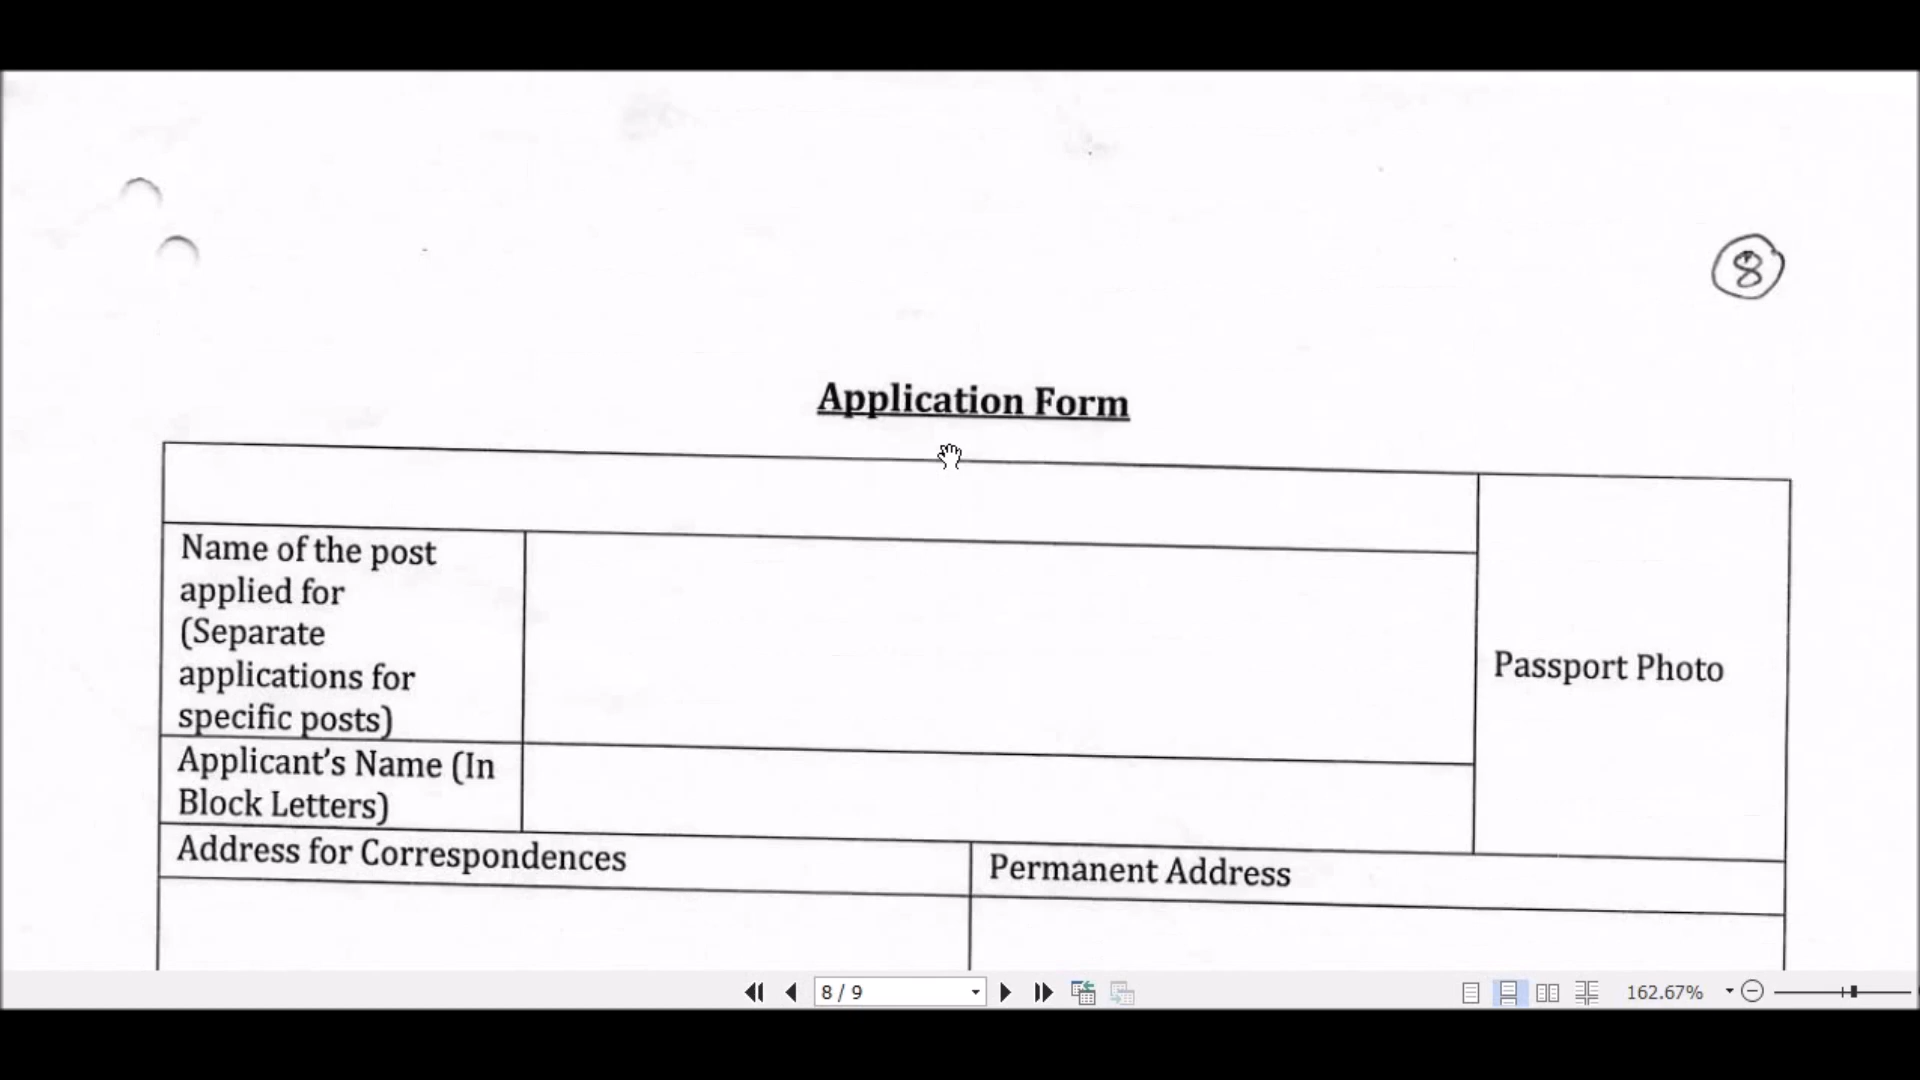 8
Application Form
Name of the post
applied for
(Separate
applications for
specific posts)
Passport Photo
Applicant's Name (In
Block Letters)
Address for Correspondences
Permanent Address
8 / 9
162.67%